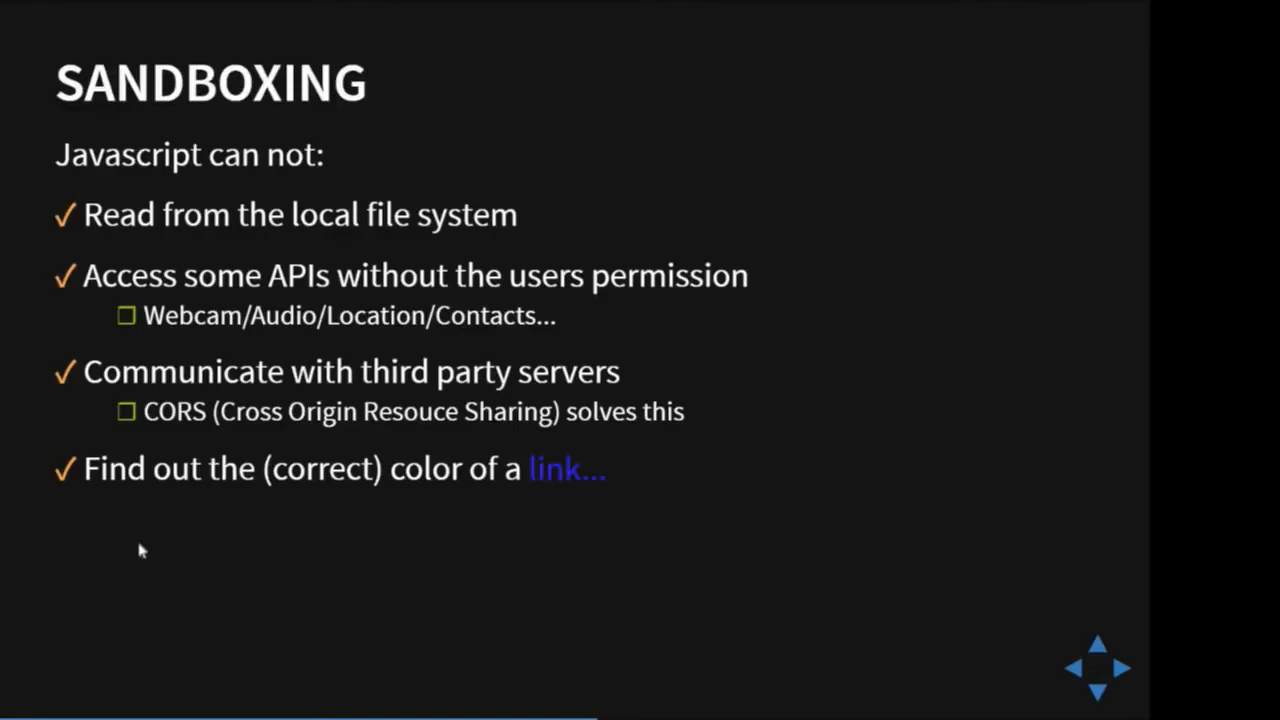 SANDBOXING
Javascript can not:
Read from the local file system
Access some APIs without the users permission
Webcam/Audio/Location/Contacts...
Communicate with third party servers
CORS (Cross Origin Resouce Sharing) solves this
Find out the (correct) color of a link...